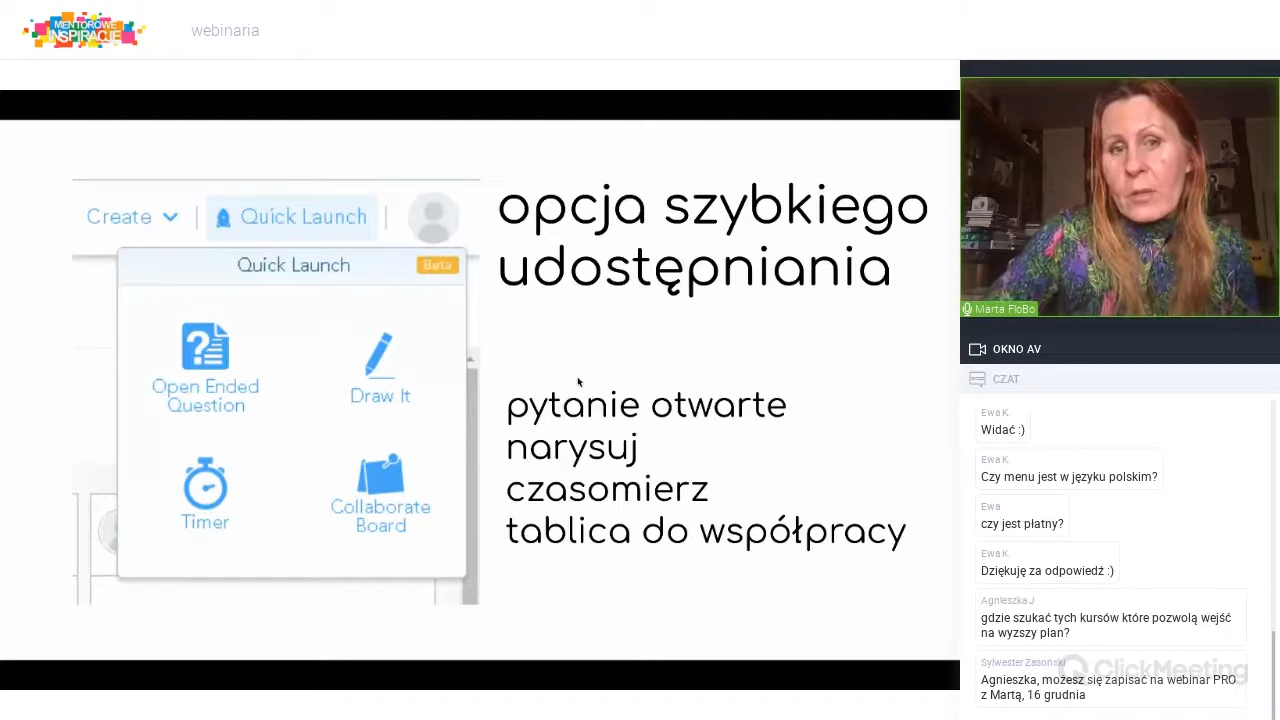 MENTOROWE
INSPIRACJE
webinaria
Create
Quick Launch
Quick Launch
Beta
Open Ended
Question
Draw It
Timer
Collaborate
Board
opcja szybkiego
udostępniania
pytanie otwarte
narysuj
czasomierz
tablica do współpracy
Marta FloBo
OKNO AV
CZAT
Ewa K.
Widać :)
Ewa K.
Czy menu jest w języku polskim?
Ewa
czy jest płatny?
Ewa K.
Dziękuję za odpowiedź :)
Agnieszka J
gdzie szukać tych kursów które pozwolą wejść
na wyzszy plan?
Sylwester Zasoński
Agnieszka, możesz się zapisać na webinar PRO
z Martą, 16 grudnia
ClickMeeting